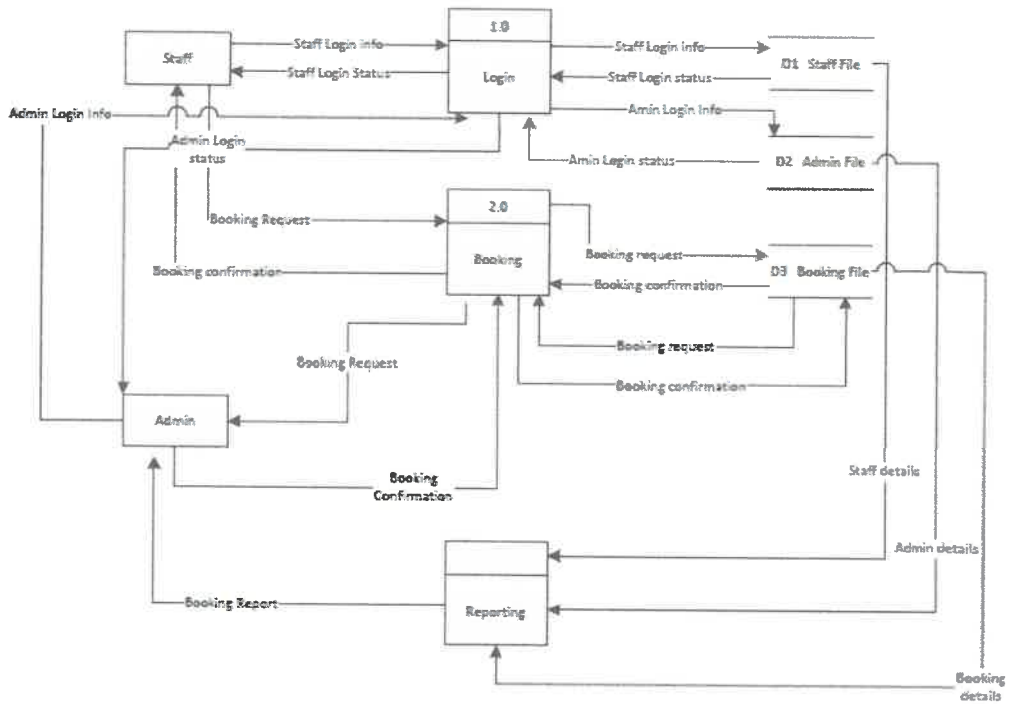 1.0
Staff Login info
Staff Login info
Staff
D1 Staff File
Staff Login Status
Login
Staff Login status
Admin Login Info
Amin Login Info
Admin Login
status
Amin Login status
D2 Admin File
2.0
Booking Request
Booking request
Booking
Booking confirmation
D3 Booking File
Booking confirmation
Booking request
Booking Request
Booking confirmation
Admin
Staff details
Booking
Confirmation
Admin details
Booking Report
Reporting
Booking
details